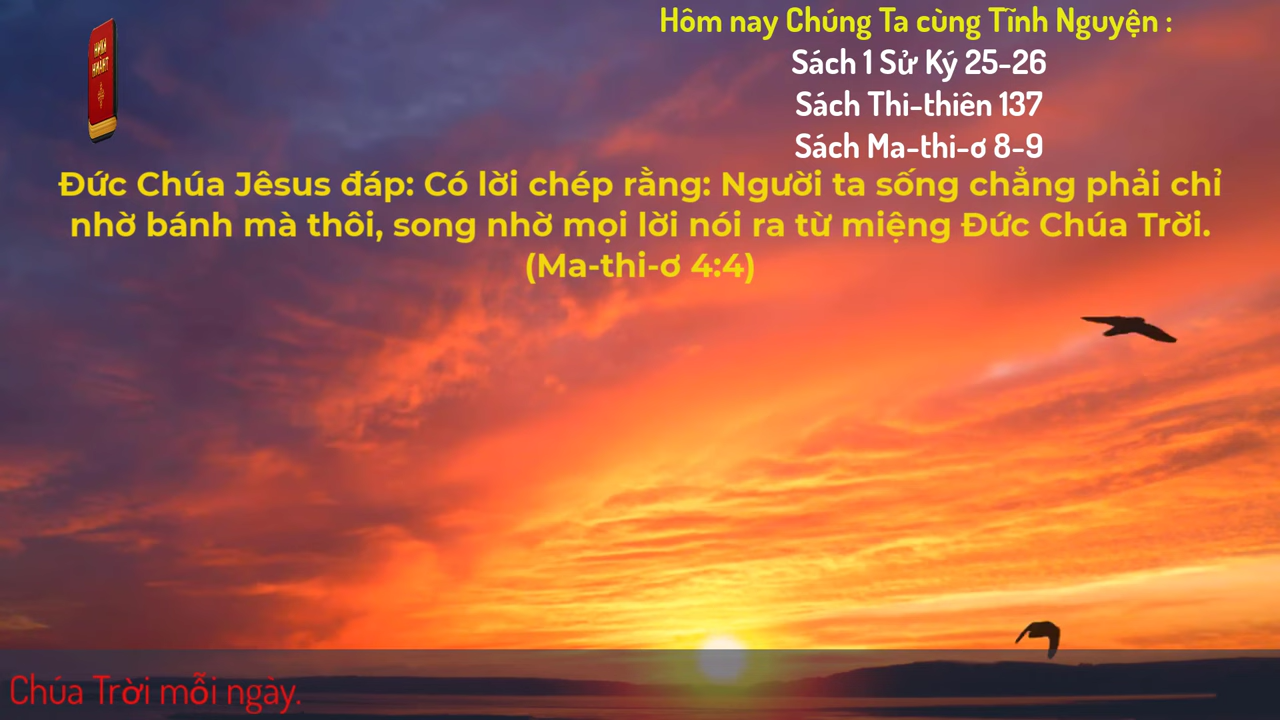 Hôm nay Chúng Ta cùng Tĩnh Nguyện :
Sách 1 Sử Ký 25-26
Sách Thi-thiên 137
Sách Ma-thi-ơ 8-9
Đức Chúa Jêsus đáp: Có lời chép rằng: Người ta sống chẳng phải chỉ
nhờ bánh mà thôi, song nhờ mọi lời nói ra từ miệng Đức Chúa Trời.
(Ma-thi-ơ 4:4)
Chúa Trời mỗi ngày.